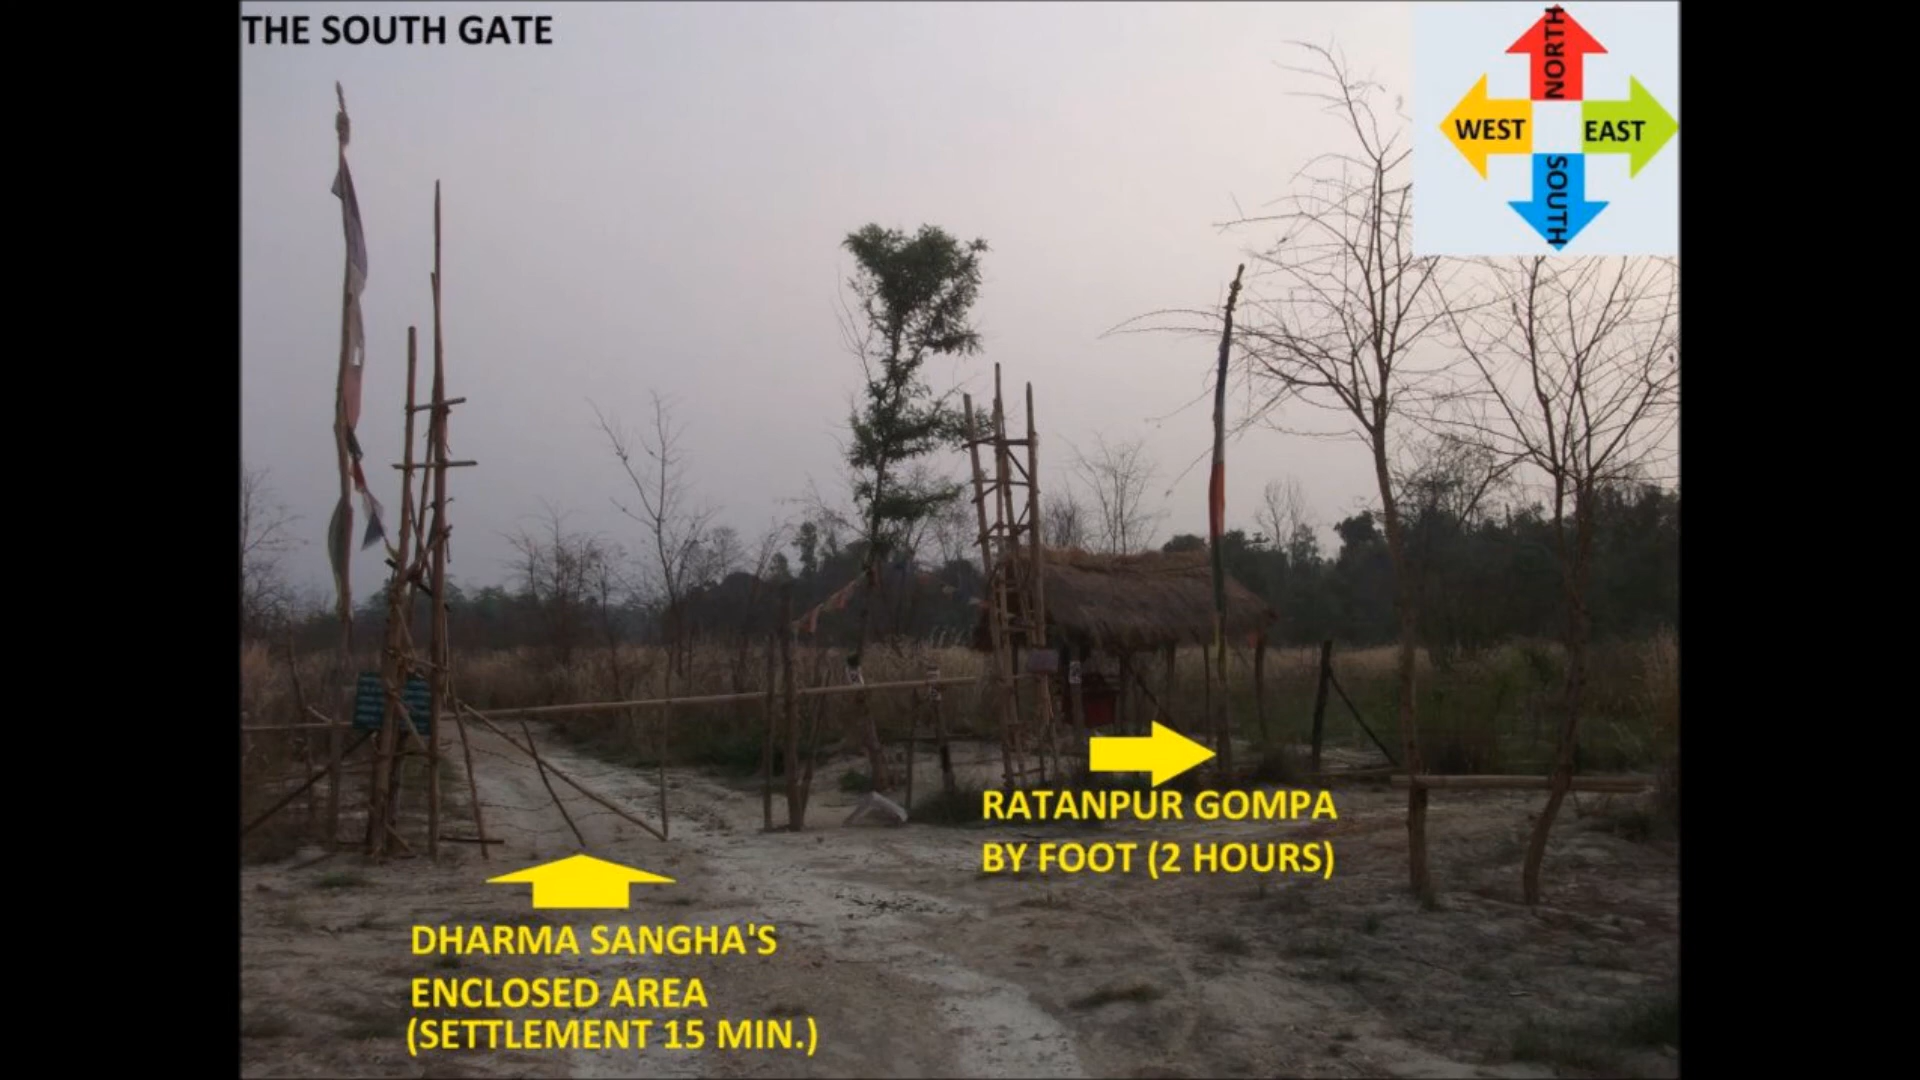 THE SOUTH GATE
NORTH
WEST
EAST
SOUTH
RATANPUR GOMPA
BY FOOT (2 HOURS)
DHARMA SANGHA'S
ENCLOSED AREA
(SETTLEMENT 15 MIN.)